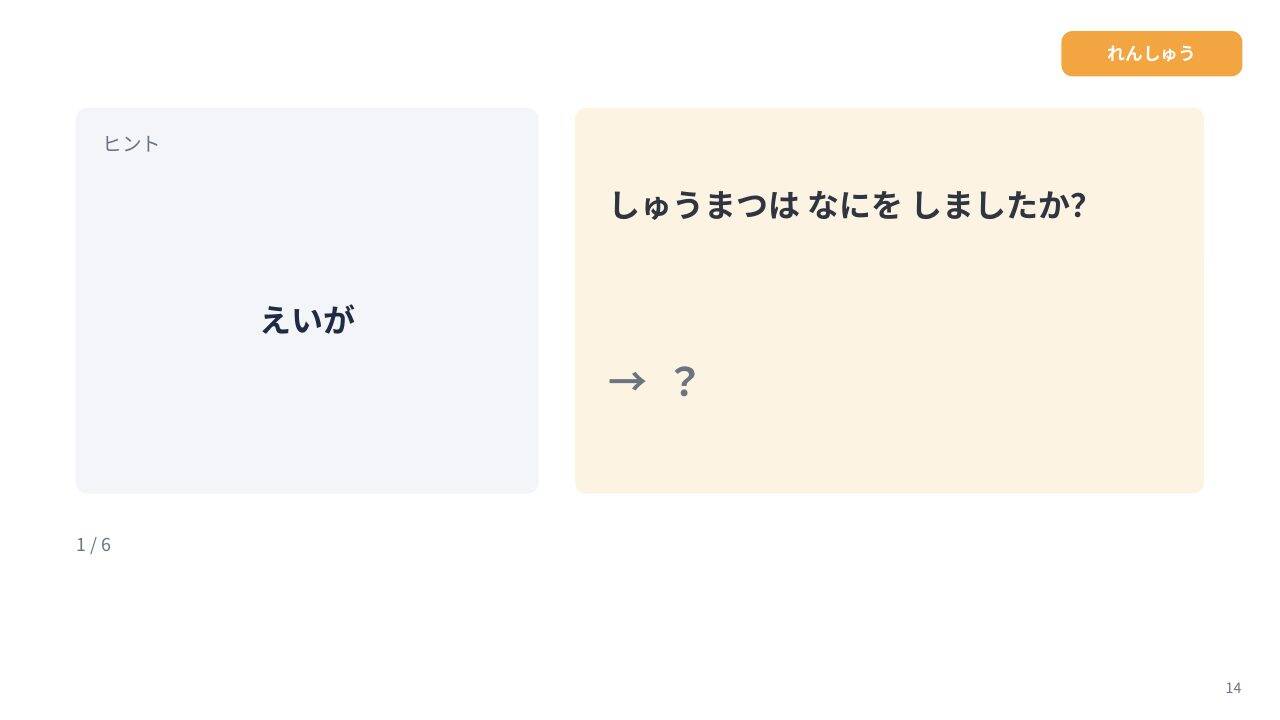 れんしゅう
ヒント
えいが
しゅうまつは なにを しましたか?
→ ?
1 / 6
14